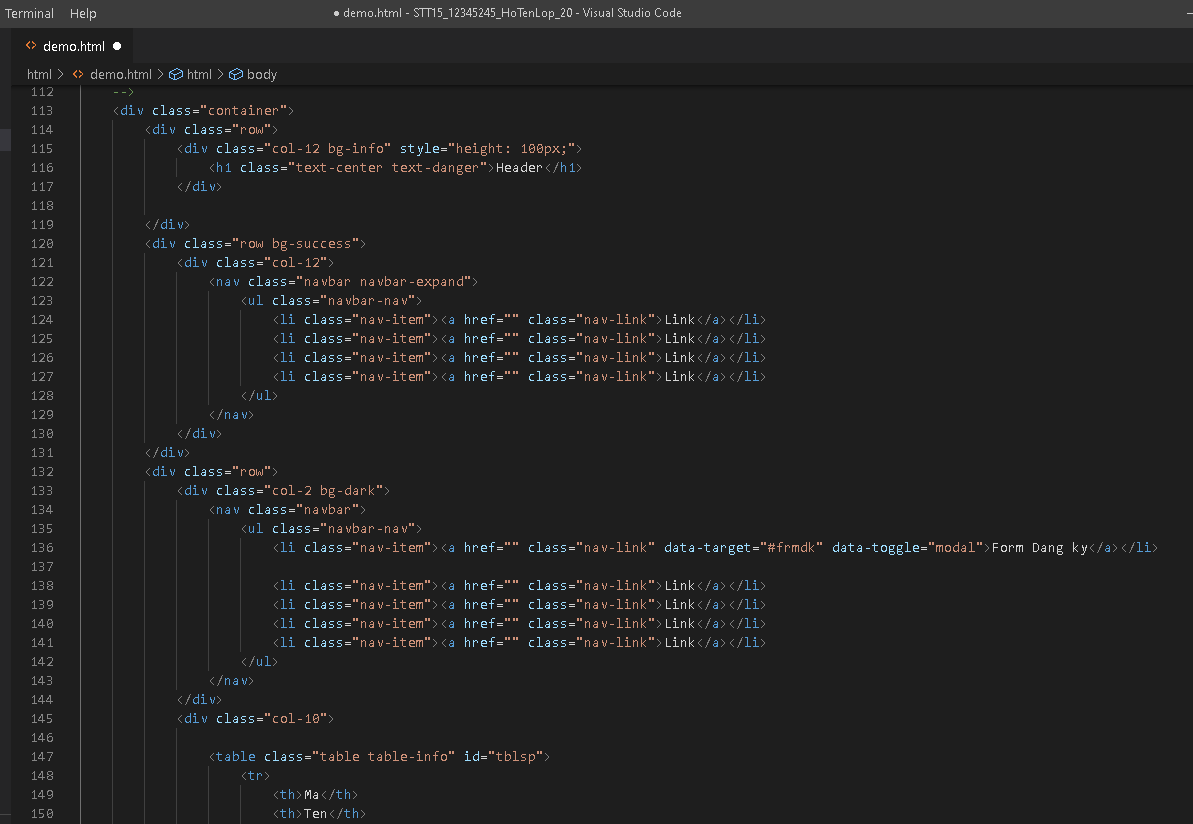 Terminal Help ● demo.html - STT15_12345245_HoTenLop_20 - Visual Studio Code
<> demo.html ●
html > <> demo.html > html > body
112 -->
113 <div class="container">
114 <div class="row">
115 <div class="col-12 bg-info" style="height: 100px;">
116 <h1 class="text-center text-danger">Header</h1>
117 </div>
118
119 </div>
120 <div class="row bg-success">
121 <div class="col-12">
122 <nav class="navbar navbar-expand">
123 <ul class="navbar-nav">
124 <li class="nav-item"><a href="" class="nav-link">Link</a></li>
125 <li class="nav-item"><a href="" class="nav-link">Link</a></li>
126 <li class="nav-item"><a href="" class="nav-link">Link</a></li>
127 <li class="nav-item"><a href="" class="nav-link">Link</a></li>
128 </ul>
129 </nav>
130 </div>
131 </div>
132 <div class="row">
133 <div class="col-2 bg-dark">
134 <nav class="navbar">
135 <ul class="navbar-nav">
136 <li class="nav-item"><a href="" class="nav-link" data-target="#frmdk" data-toggle="modal">Form Dang ky</a></li>
137
138 <li class="nav-item"><a href="" class="nav-link">Link</a></li>
139 <li class="nav-item"><a href="" class="nav-link">Link</a></li>
140 <li class="nav-item"><a href="" class="nav-link">Link</a></li>
141 <li class="nav-item"><a href="" class="nav-link">Link</a></li>
142 </ul>
143 </nav>
144 </div>
145 <div class="col-10">
146
147 <table class="table table-info" id="tblsp">
148 <tr>
149 <th>Ma</th>
150 <th>Ten</th>